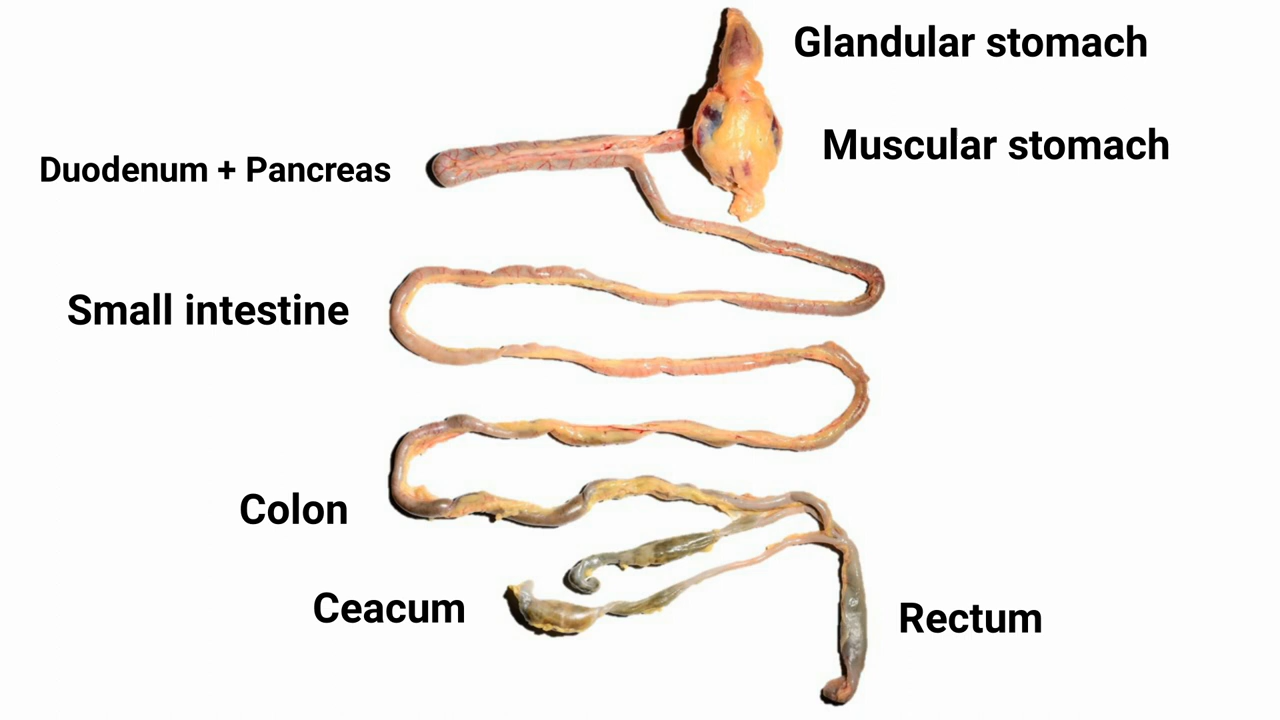 Glandular stomach
Muscular stomach
Duodenum + Pancreas
Small intestine
Colon
Ceacum
Rectum